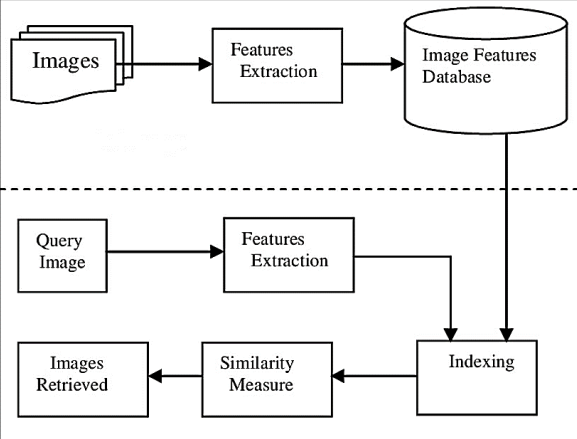 Images
Features
Extraction
Image Features
Database
Query
Image
Features
Extraction
Images
Retrieved
Similarity
Measure
Indexing